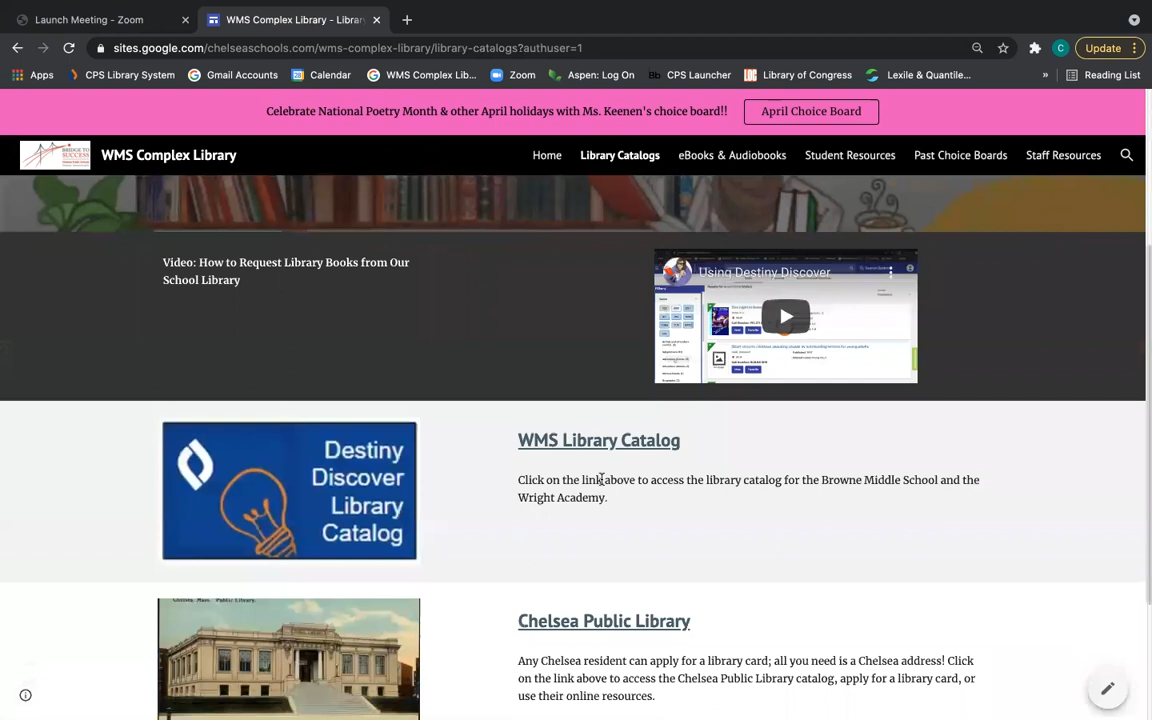 Launch Meeting - Zoom
WMS Complex Library - Librar
sites.google.com/chelseaschools.com/wms-complex-library/library-catalogs?authuser=1
C
Update
Apps
CPS Library System
Gmail Accounts
Calendar
WMS Complex Lib...
Zoom
Aspen: Log On
Bb CPS Launcher
Library of Congress
Lexile & Quantile...
»
Reading List
Celebrate National Poetry Month & other April holidays with Ms. Keenen's choice board!!
April Choice Board
BRIDGE TO
SUCCESS
WMS Complex Library
Home
Library Catalogs
eBooks & Audiobooks
Student Resources
Past Choice Boards
Staff Resources
Video: How to Request Library Books from Our
School Library
Using Destiny Discover
Destiny
Discover
Library
Catalog
WMS Library Catalog
Click on the link above to access the library catalog for the Browne Middle School and the
Wright Academy.
Public Library.
Chelsea Public Library
Any Chelsea resident can apply for a library card; all you need is a Chelsea address! Click
on the link above to access the Chelsea Public Library catalog, apply for a library card, or
use their online resources.